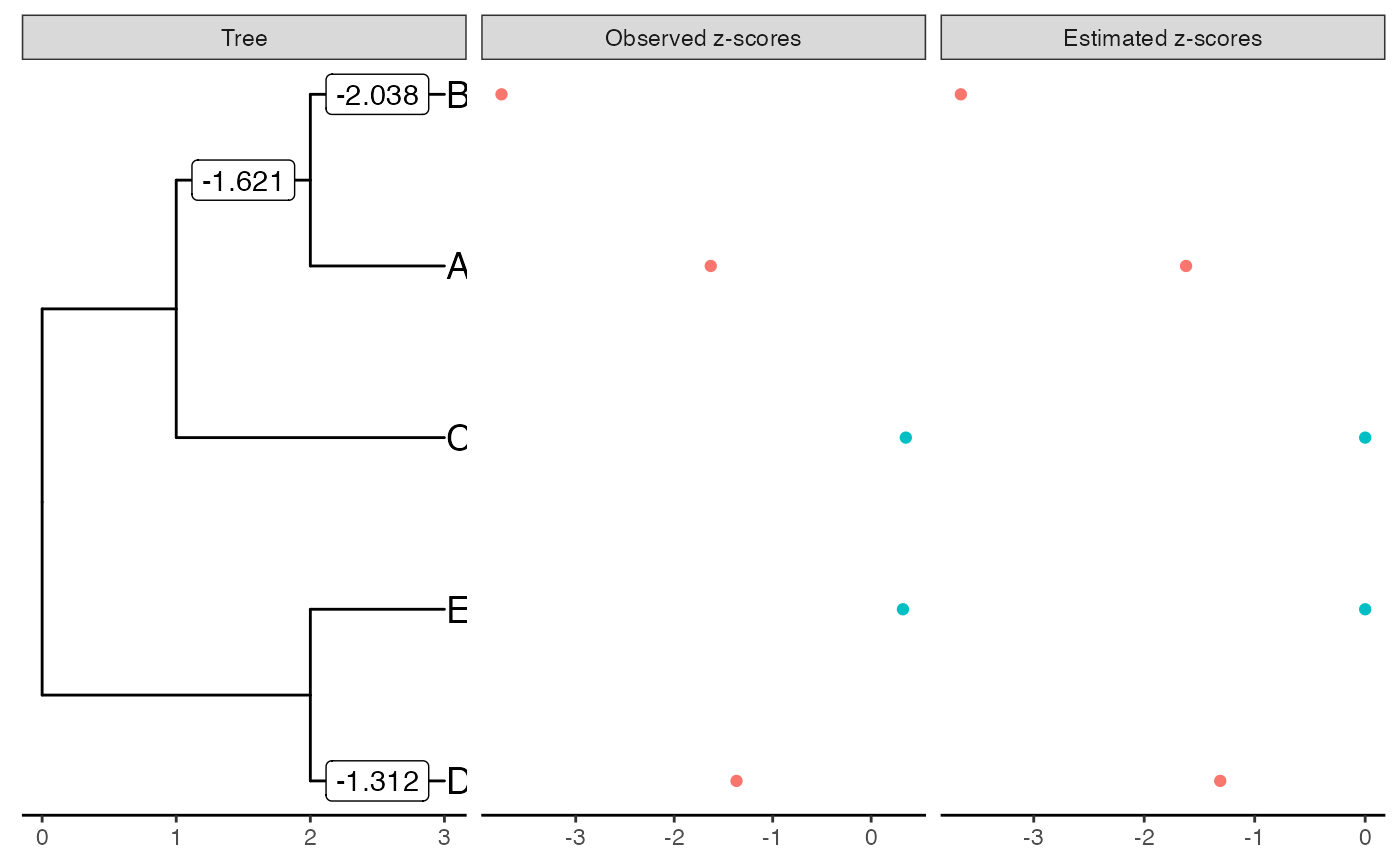 Tree
Observed z-scores
Estimated z-scores
-2.038
B
-1.621
A
C
E
-1.312
D
0 1 2 3
-3 -2 -1 0
-3 -2 -1 0